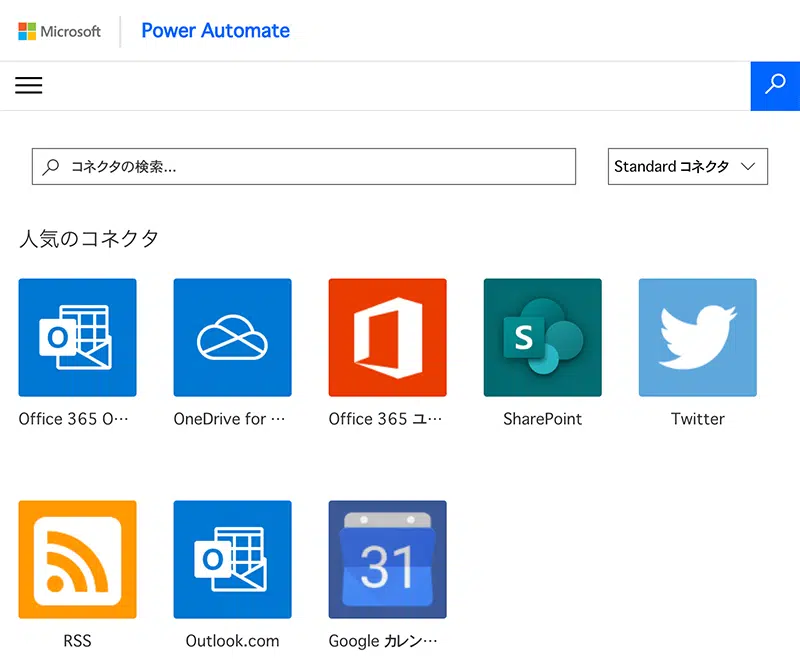 Microsoft Power Automate
コネクタの検索...
Standard コネクタ
人気のコネクタ
Office 365 O…
OneDrive for …
Office 365 ユ…
S
SharePoint
Twitter
RSS
Outlook.com
31
Google カレン…